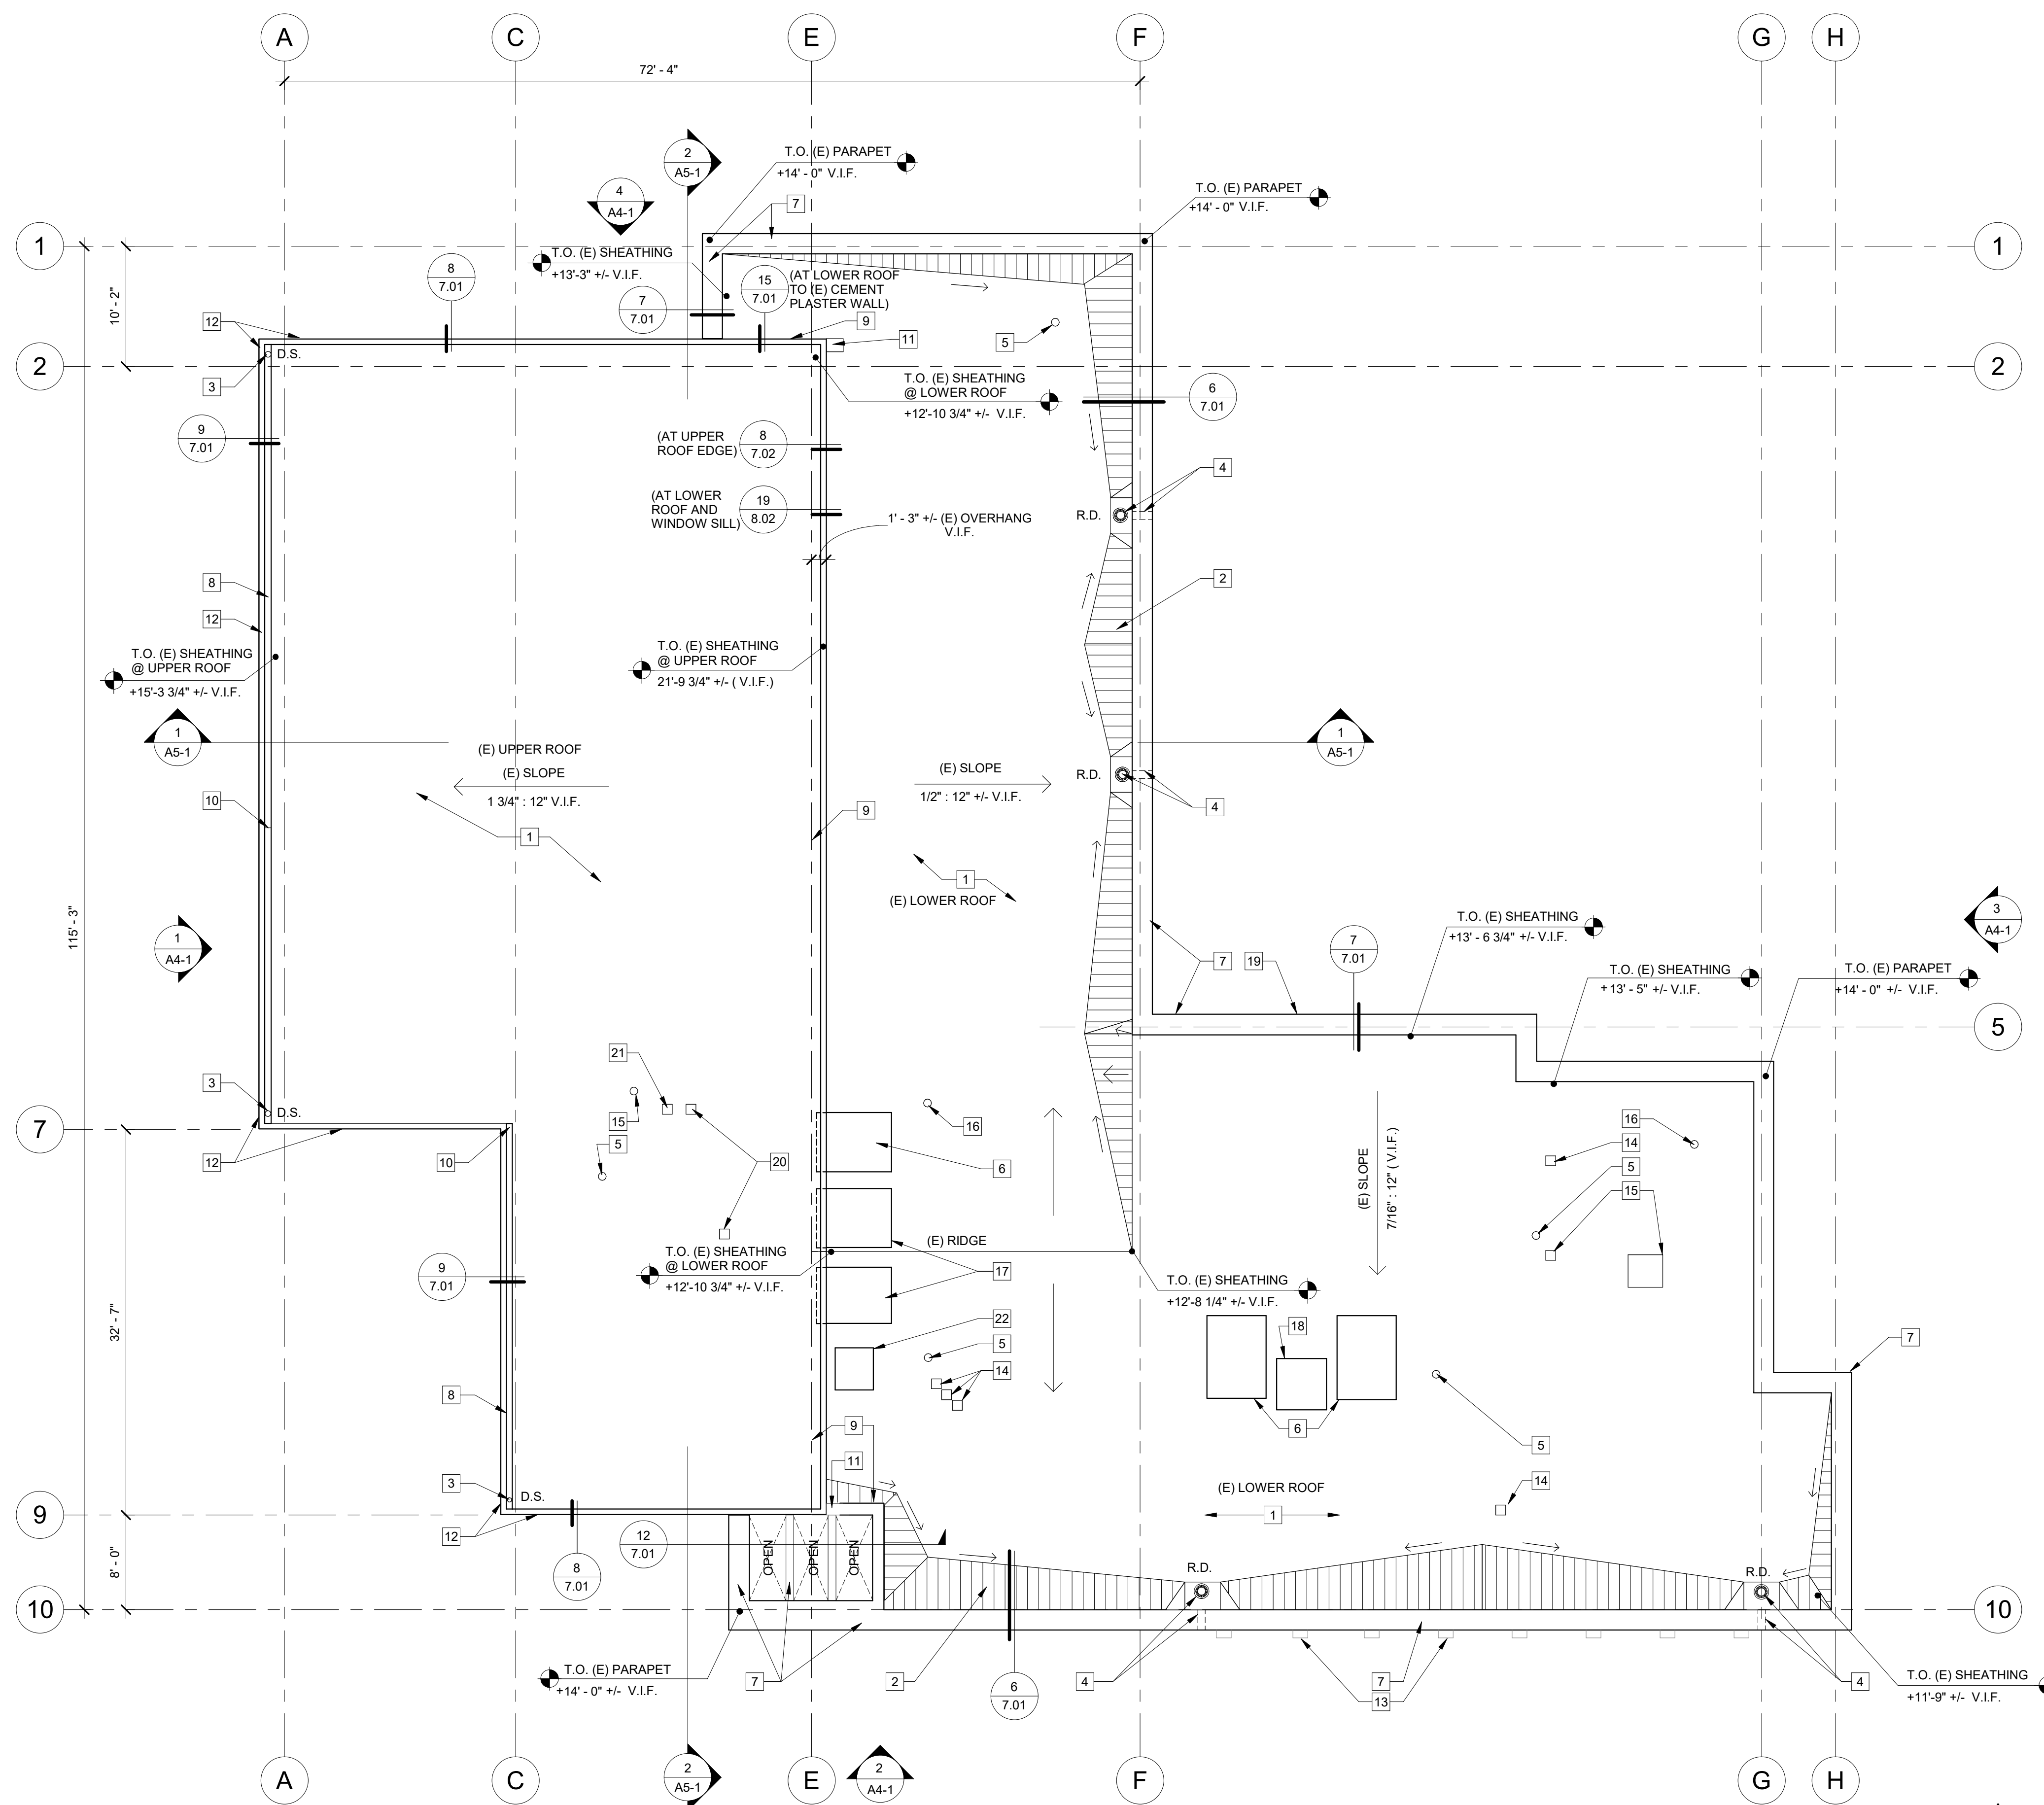 A
C
E
F
G
H
72' - 4"
2
A5-1
T.O. (E) PARAPET
+14' - 0" V.I.F.
4
A4-1
7
T.O. (E) PARAPET
+14' - 0" V.I.F.
1
1
T.O. (E) SHEATHING
+13'-3" +/- V.I.F.
8
7.01
15
7.01
(AT LOWER ROOF
TO (E) CEMENT
PLASTER WALL)
7
7.01
10' - 2"
12
9
11
5
D.S.
3
2
2
T.O. (E) SHEATHING
@ LOWER ROOF
+12'-10 3/4" +/- V.I.F.
6
7.01
9
7.01
(AT UPPER
ROOF EDGE)
8
7.02
4
(AT LOWER
ROOF AND
WINDOW SILL)
19
8.02
1' - 3" +/- (E) OVERHANG
V.I.F.
R.D.
8
2
12
T.O. (E) SHEATHING
@ UPPER ROOF
+15'-3 3/4" +/- V.I.F.
T.O. (E) SHEATHING
@ UPPER ROOF
21'-9 3/4" +/- ( V.I.F.)
1
A5-1
(E) UPPER ROOF
(E) SLOPE
1 3/4" : 12" V.I.F.
(E) SLOPE
1/2" : 12" +/- V.I.F.
R.D.
1
A5-1
10
9
4
1
1
(E) LOWER ROOF
115' - 3"
1
A4-1
T.O. (E) SHEATHING
+13' - 6 3/4" +/- V.I.F.
3
A4-1
7
7.01
7
19
T.O. (E) SHEATHING
+13' - 5" +/- V.I.F.
T.O. (E) PARAPET
+14' - 0" +/- V.I.F.
5
21
3
D.S.
15
16
16
7
5
14
12
10
20
6
5
(E) SLOPE
7/16" : 12" ( V.I.F.)
15
(E) RIDGE
T.O. (E) SHEATHING
@ LOWER ROOF
+12'-10 3/4" +/- V.I.F.
9
7.01
17
T.O. (E) SHEATHING
+12'-8 1/4" +/- V.I.F.
32' - 7"
22
18
7
5
14
8
9
6
5
11
3
D.S.
14
(E) LOWER ROOF
1
9
12
12
7.01
OPEN
OPEN
OPEN
8
7.01
8' - 0"
R.D.
R.D.
10
10
T.O. (E) PARAPET
+14' - 0" +/- V.I.F.
7
2
6
7.01
4
7
13
4
T.O. (E) SHEATHING
+11'-9" +/- V.I.F.
A
C
2
A5-1
E
2
A4-1
F
G
H